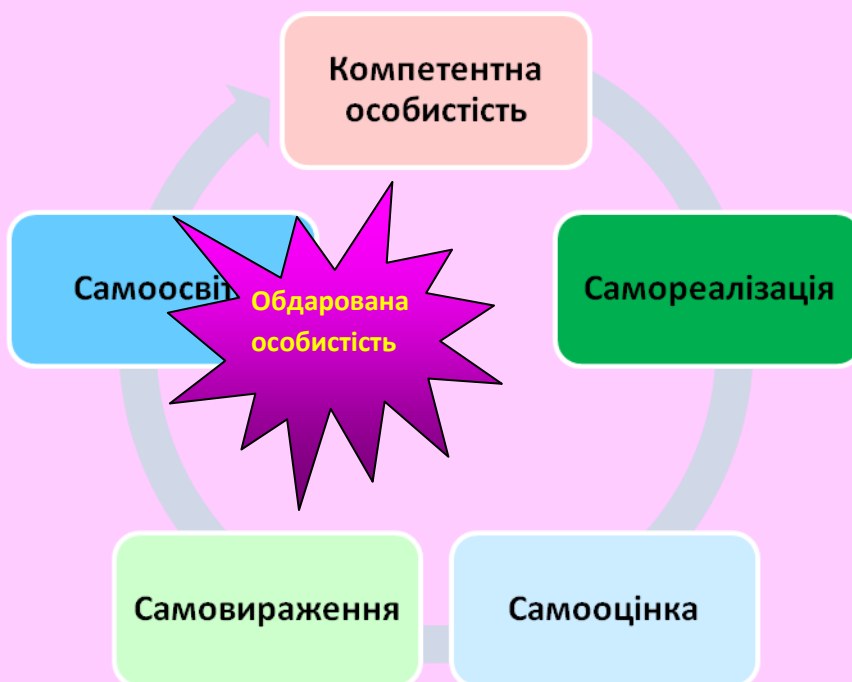 Компетентна
особистість
Самореалізація
Самооцінка
Самовираження
Самоосвіт
Обдарована
особистість